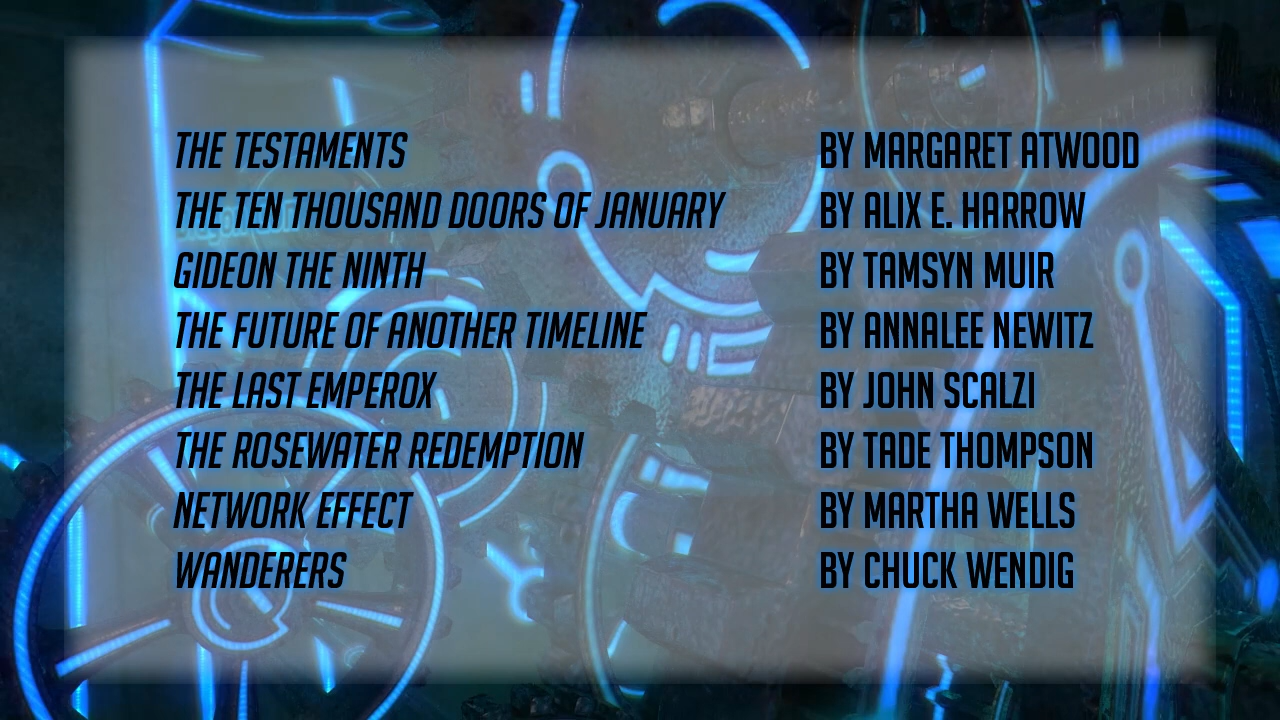 THE TESTAMENTS BY MARGARET ATWOOD
THE TEN THOUSAND DOORS OF JANUARY BY ALIX E. HARROW
GIDEON THE NINTH BY TAMSYN MUIR
THE FUTURE OF ANOTHER TIMELINE BY ANNALEE NEWITZ
THE LAST EMPEROX BY JOHN SCALZI
THE ROSEWATER REDEMPTION BY TADE THOMPSON
NETWORK EFFECT BY MARTHA WELLS
WANDERERS BY CHUCK WENDIG